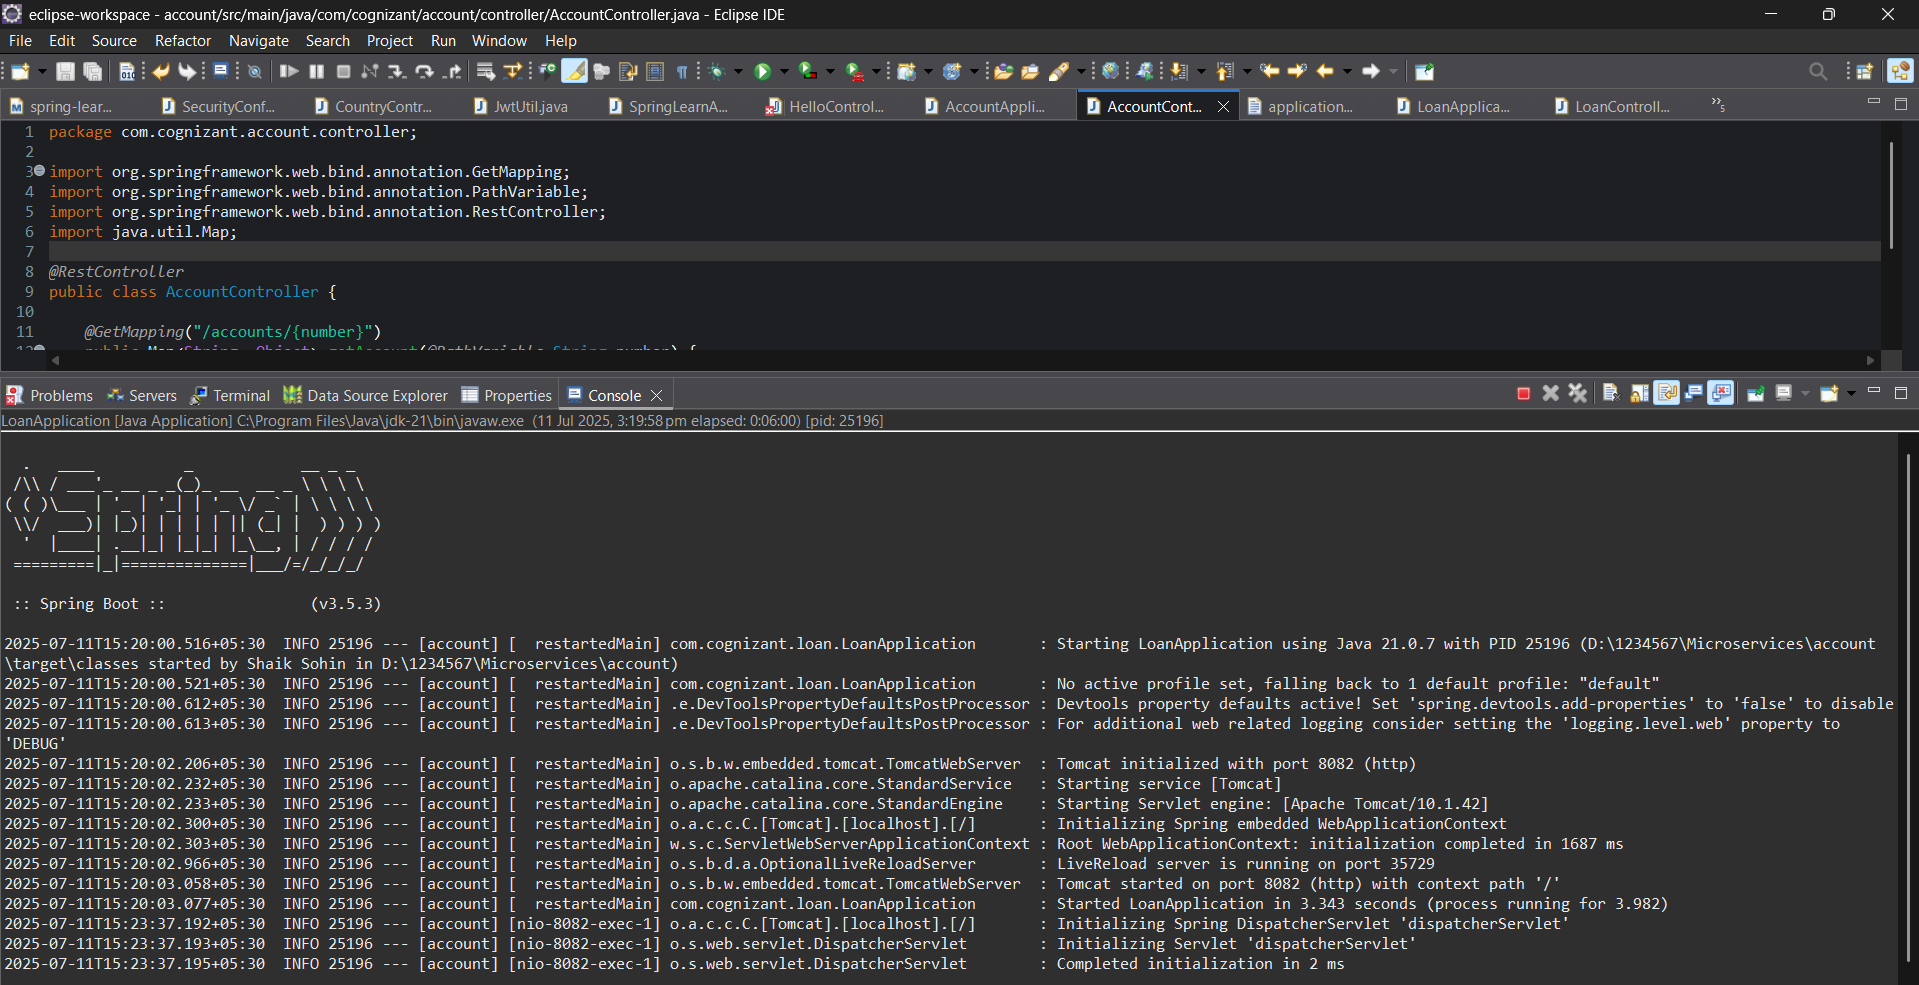 eclipse-workspace - account/src/main/java/com/cognizant/account/controller/AccountController.java - Eclipse IDE
File Edit Source Refactor Navigate Search Project Run Window Help
spring-lear... SecurityConf... CountryContr... JwtUtil.java SpringLearnA... HelloControl... AccountAppli... AccountCont... application... LoanApplica... LoanControll... »5
1 package com.cognizant.account.controller;
2
3 import org.springframework.web.bind.annotation.GetMapping;
4 import org.springframework.web.bind.annotation.PathVariable;
5 import org.springframework.web.bind.annotation.RestController;
6 import java.util.Map;
7
8 @RestController
9 public class AccountController {
10
11 @GetMapping("/accounts/{number}")
12 public Map<String, Object> getAccount(@PathVariable String number) {
Problems Servers Terminal Data Source Explorer Properties Console
LoanApplication [Java Application] C:\Program Files\Java\jdk-21\bin\javaw.exe (11 Jul 2025, 3:19:58 pm elapsed: 0:06:00) [pid: 25196]
  .   ____          _            __ _ _
 /\\ / ___'_ __ _ _(_)_ __  __ _ \ \ \ \
( ( )\___ | '_ | '_| | '_ \/ _` | \ \ \ \
 \\/  ___)| |_)| | | | | || (_| |  ) ) ) )
  '  |____| .__|_| |_|_| |_\__, | / / / /
 =========|_|==============|___/=/_/_/_/
:: Spring Boot :: (v3.5.3)
2025-07-11T15:20:00.516+05:30 INFO 25196 --- [account] [ restartedMain] com.cognizant.loan.LoanApplication : Starting LoanApplication using Java 21.0.7 with PID 25196 (D:\1234567\Microservices\account
\target\classes started by Shaik Sohin in D:\1234567\Microservices\account)
2025-07-11T15:20:00.521+05:30 INFO 25196 --- [account] [ restartedMain] com.cognizant.loan.LoanApplication : No active profile set, falling back to 1 default profile: "default"
2025-07-11T15:20:00.612+05:30 INFO 25196 --- [account] [ restartedMain] .e.DevToolsPropertyDefaultsPostProcessor : Devtools property defaults active! Set 'spring.devtools.add-properties' to 'false' to disable
2025-07-11T15:20:00.613+05:30 INFO 25196 --- [account] [ restartedMain] .e.DevToolsPropertyDefaultsPostProcessor : For additional web related logging consider setting the 'logging.level.web' property to
'DEBUG'
2025-07-11T15:20:02.206+05:30 INFO 25196 --- [account] [ restartedMain] o.s.b.w.embedded.tomcat.TomcatWebServer : Tomcat initialized with port 8082 (http)
2025-07-11T15:20:02.232+05:30 INFO 25196 --- [account] [ restartedMain] o.apache.catalina.core.StandardService : Starting service [Tomcat]
2025-07-11T15:20:02.233+05:30 INFO 25196 --- [account] [ restartedMain] o.apache.catalina.core.StandardEngine : Starting Servlet engine: [Apache Tomcat/10.1.42]
2025-07-11T15:20:02.300+05:30 INFO 25196 --- [account] [ restartedMain] o.a.c.c.C.[Tomcat].[localhost].[/] : Initializing Spring embedded WebApplicationContext
2025-07-11T15:20:02.303+05:30 INFO 25196 --- [account] [ restartedMain] w.s.c.ServletWebServerApplicationContext : Root WebApplicationContext: initialization completed in 1687 ms
2025-07-11T15:20:02.966+05:30 INFO 25196 --- [account] [ restartedMain] o.s.b.d.a.OptionalLiveReloadServer : LiveReload server is running on port 35729
2025-07-11T15:20:03.058+05:30 INFO 25196 --- [account] [ restartedMain] o.s.b.w.embedded.tomcat.TomcatWebServer : Tomcat started on port 8082 (http) with context path '/'
2025-07-11T15:20:03.077+05:30 INFO 25196 --- [account] [ restartedMain] com.cognizant.loan.LoanApplication : Started LoanApplication in 3.343 seconds (process running for 3.982)
2025-07-11T15:23:37.192+05:30 INFO 25196 --- [account] [nio-8082-exec-1] o.a.c.c.C.[Tomcat].[localhost].[/] : Initializing Spring DispatcherServlet 'dispatcherServlet'
2025-07-11T15:23:37.193+05:30 INFO 25196 --- [account] [nio-8082-exec-1] o.s.web.servlet.DispatcherServlet : Initializing Servlet 'dispatcherServlet'
2025-07-11T15:23:37.195+05:30 INFO 25196 --- [account] [nio-8082-exec-1] o.s.web.servlet.DispatcherServlet : Completed initialization in 2 ms